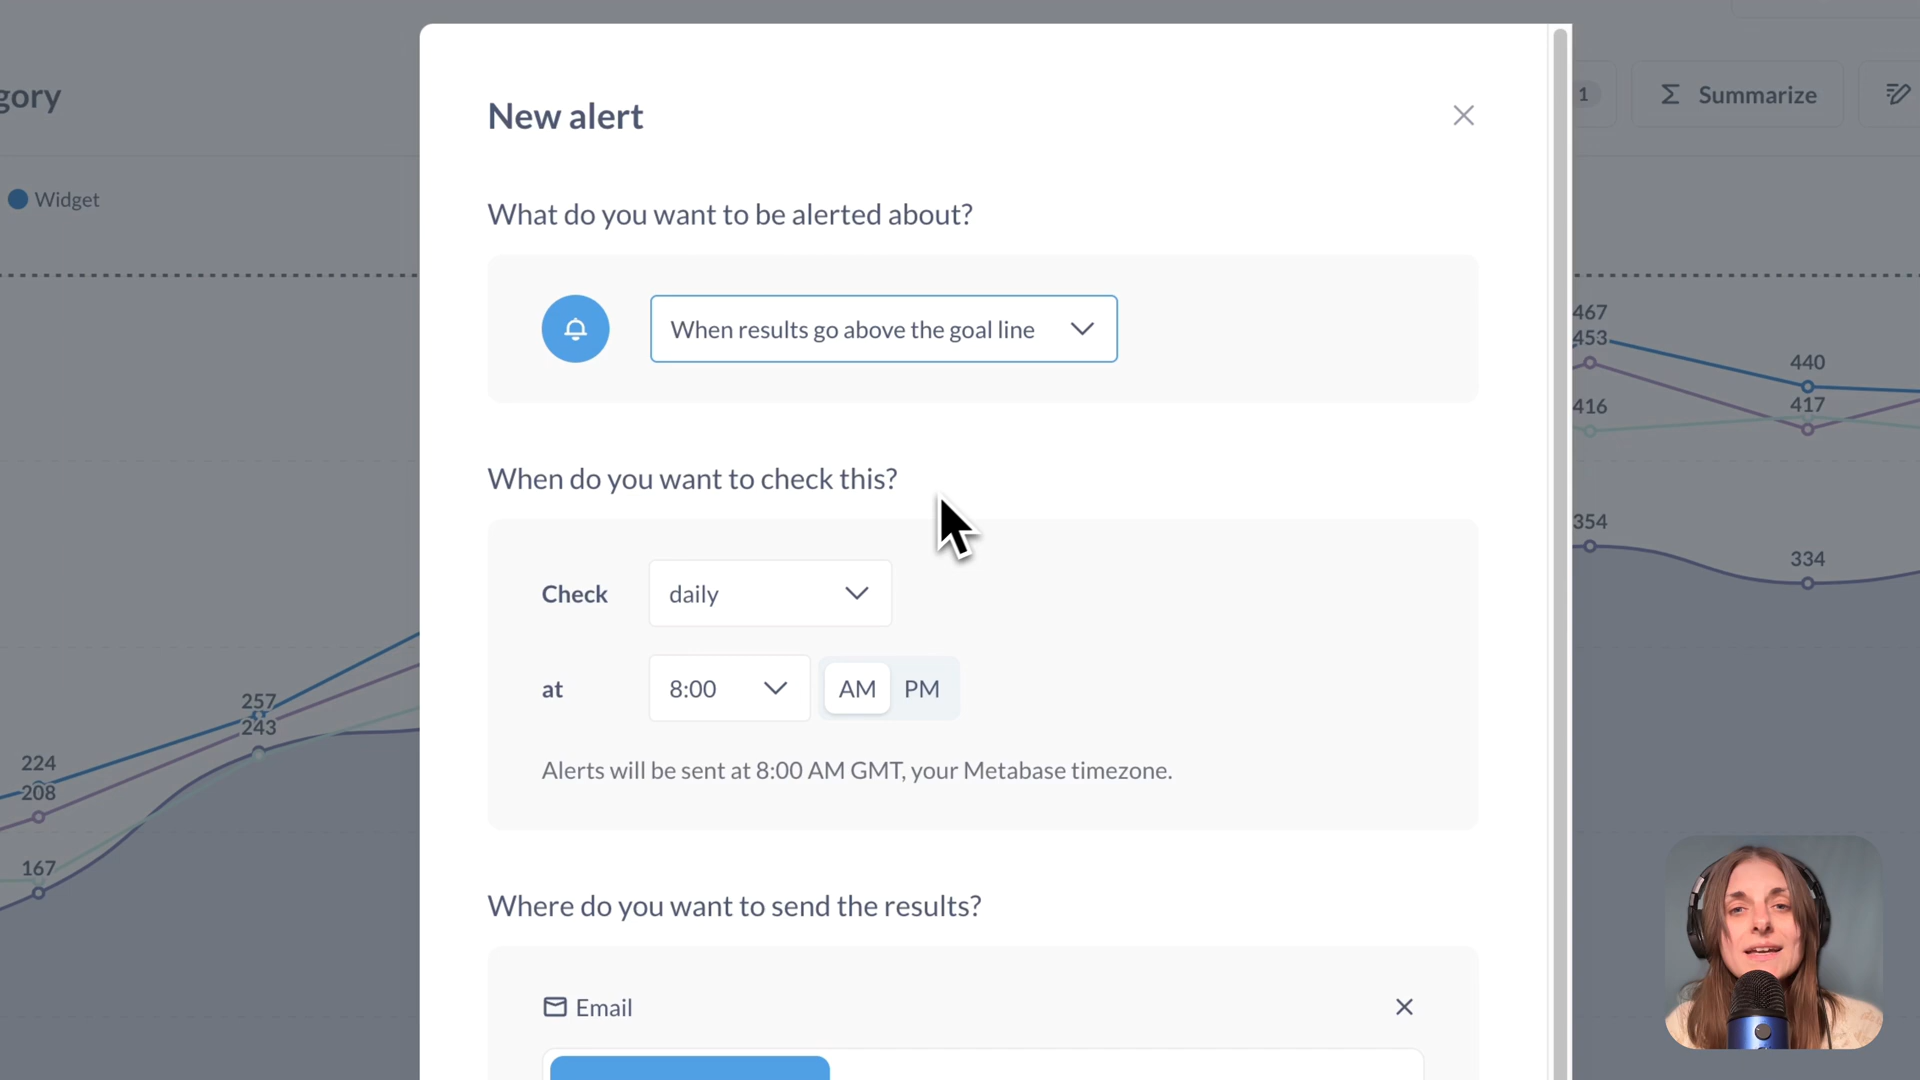 gory
1
Summarize
Widget
New alert
What do you want to be alerted about?
When results go above the goal line
When do you want to check this?
Check
daily
at
8:00
AM
PM
Alerts will be sent at 8:00 AM GMT, your Metabase timezone.
Where do you want to send the results?
Email
224
208
167
257
243
467
453
416
354
440
417
334